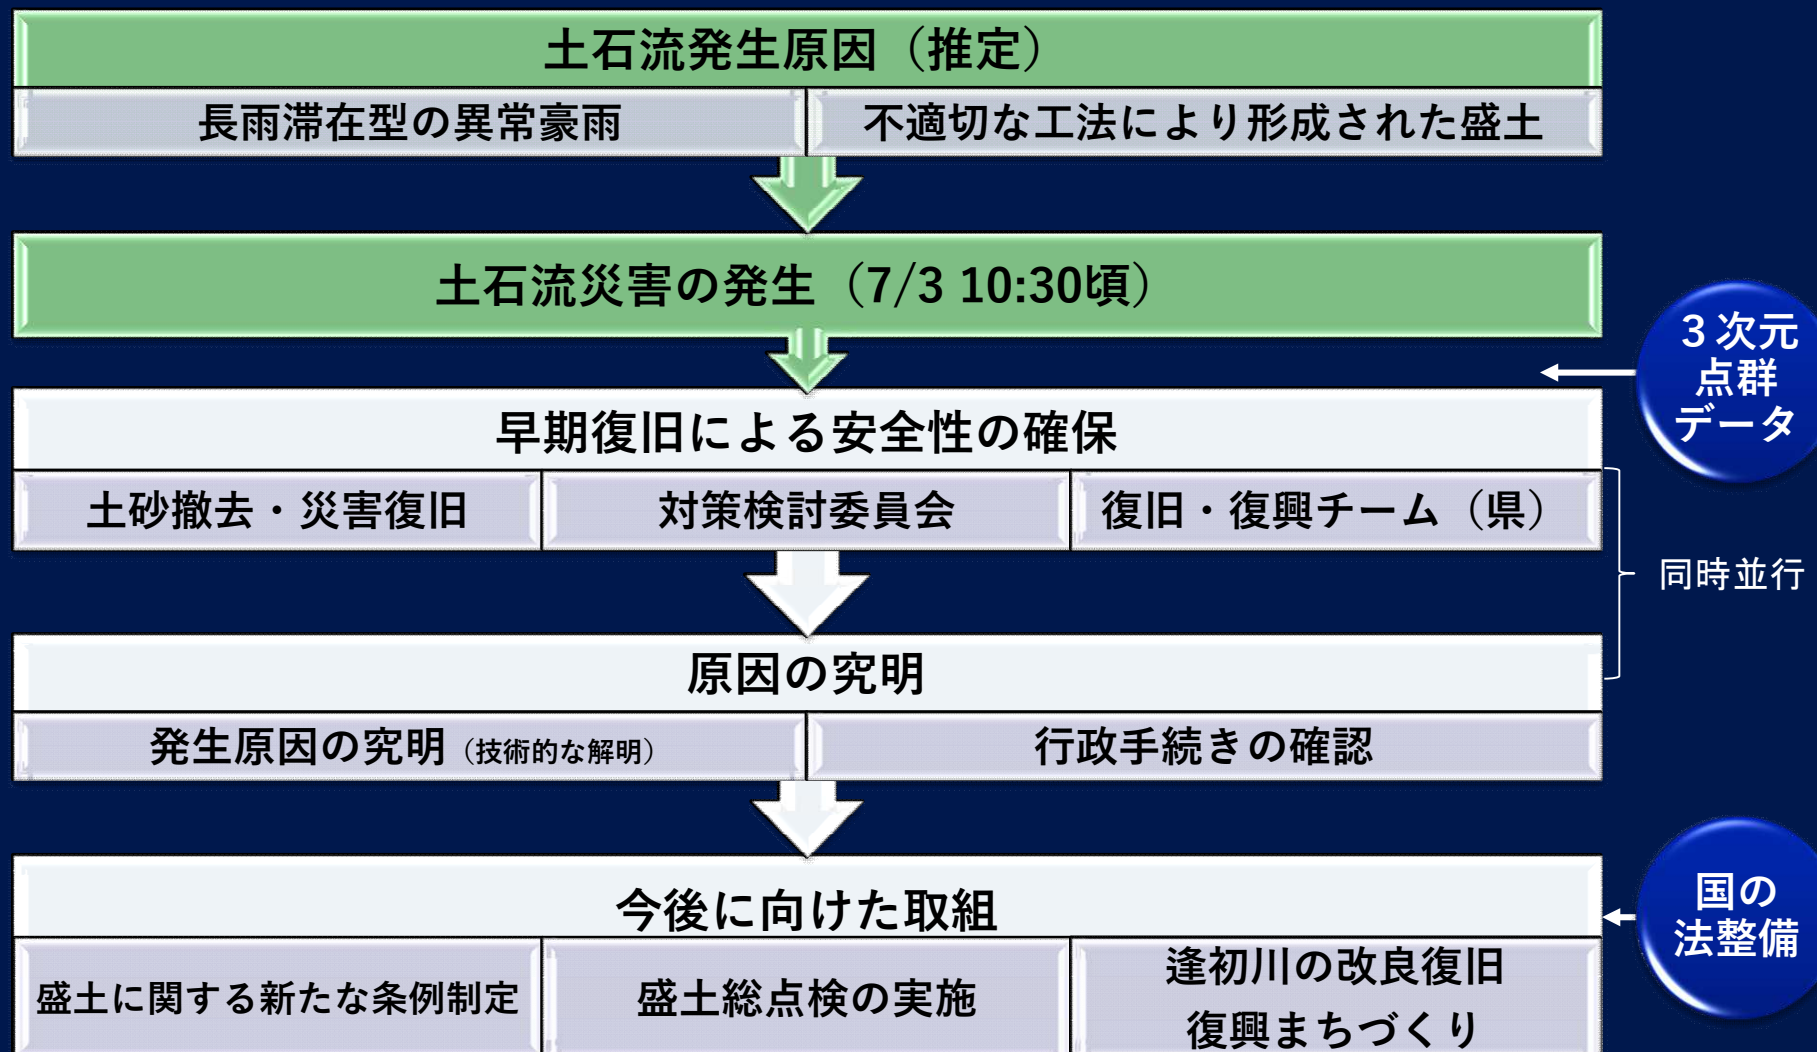 土石流発生原因（推定）
長雨滞在型の異常豪雨
不適切な工法により形成された盛土
土石流災害の発生（7/3 10:30頃）
３次元
点群
データ
早期復旧による安全性の確保
土砂撤去・災害復旧
対策検討委員会
復旧・復興チーム（県）
同時並行
原因の究明
発生原因の究明（技術的な解明）
行政手続きの確認
今後に向けた取組
国の
法整備
盛土に関する新たな条例制定
盛土総点検の実施
逢初川の改良復旧
復興まちづくり